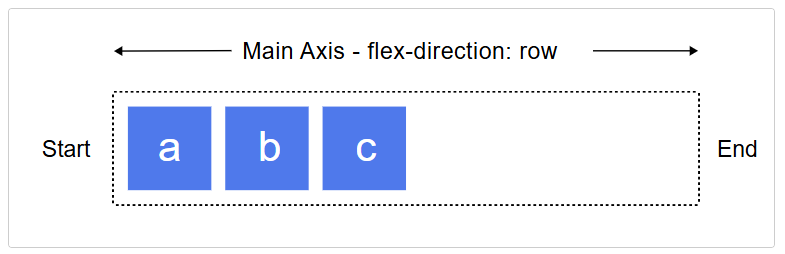 Main Axis - flex-direction: row
Start
a
b
c
End